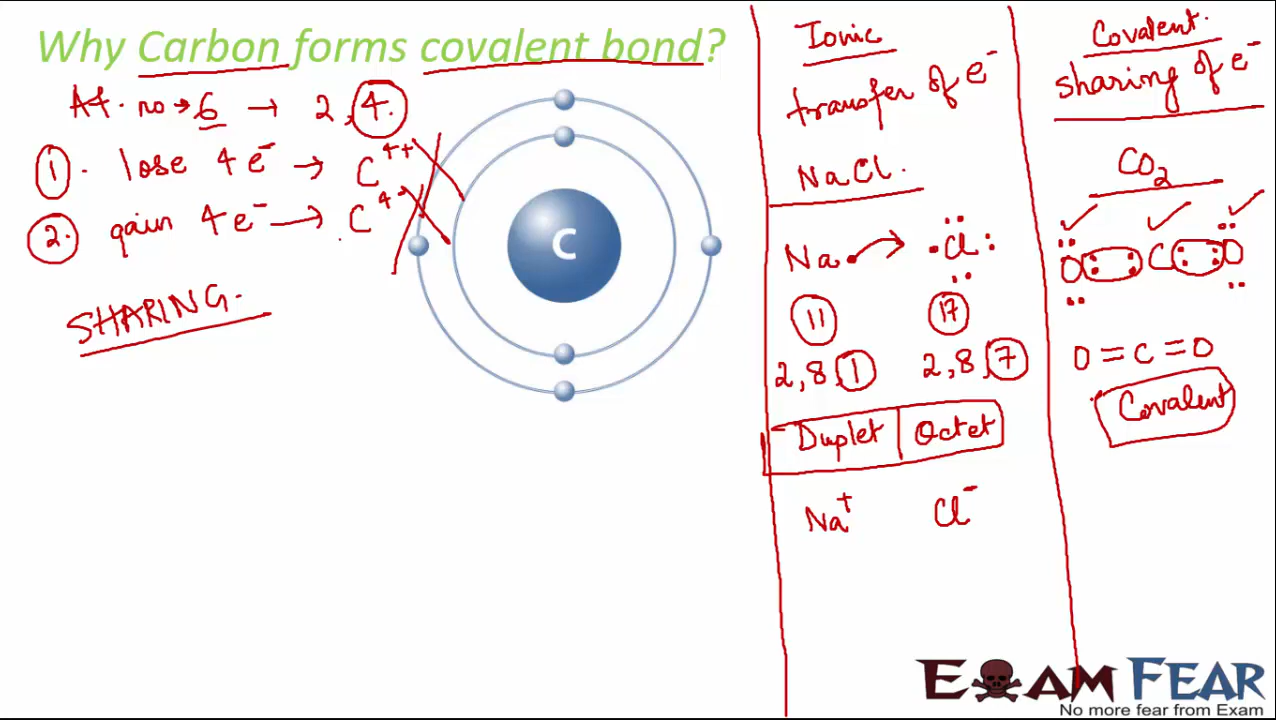 Why Carbon forms covalent bond?
At. no → 6 → 2, 4.
1. lose 4 e⁻ → C⁴⁺
2. gain 4 e⁻ → C⁴⁻
SHARING.
C
Ionic
transfer of e⁻
NaCl.
Na Cl
11 17
2,8,1 2,8,7
Duplet Octet
Na⁺ Cl⁻
Covalent.
sharing of e⁻
CO₂
O C O
O = C = O
Covalent
EXAM FEAR
No more fear from Exam